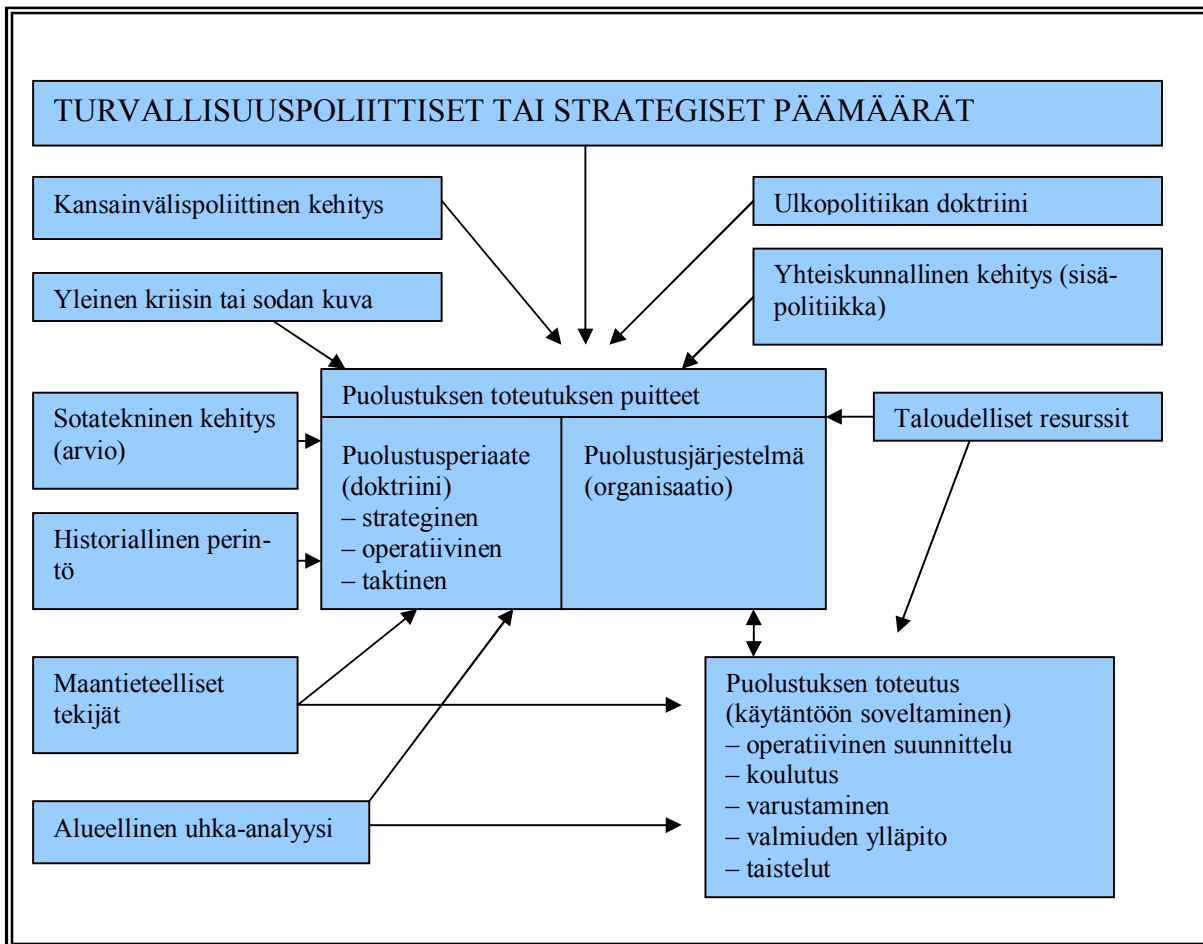 TURVALLISUUSPOLIITTISET TAI STRATEGISET PÄÄMÄÄRÄT
Kansainvälispoliittinen kehitys
Ulkopolitiikan doktriini
Yleinen kriisin tai sodan kuva
Yhteiskunnallinen kehitys (sisä-
politiikka)
Puolustuksen toteutuksen puitteet
Sotatekninen kehitys
(arvio)
Taloudelliset resurssit
Puolustusperiaate
(doktriini)
– strateginen
– operatiivinen
– taktinen
Puolustusjärjestelmä
(organisaatio)
Historiallinen perin-
tö
Maantieteelliset
tekijät
Puolustuksen toteutus
(käytäntöön soveltaminen)
– operatiivinen suunnittelu
– koulutus
– varustaminen
– valmiuden ylläpito
– taistelut
Alueellinen uhka-analyysi